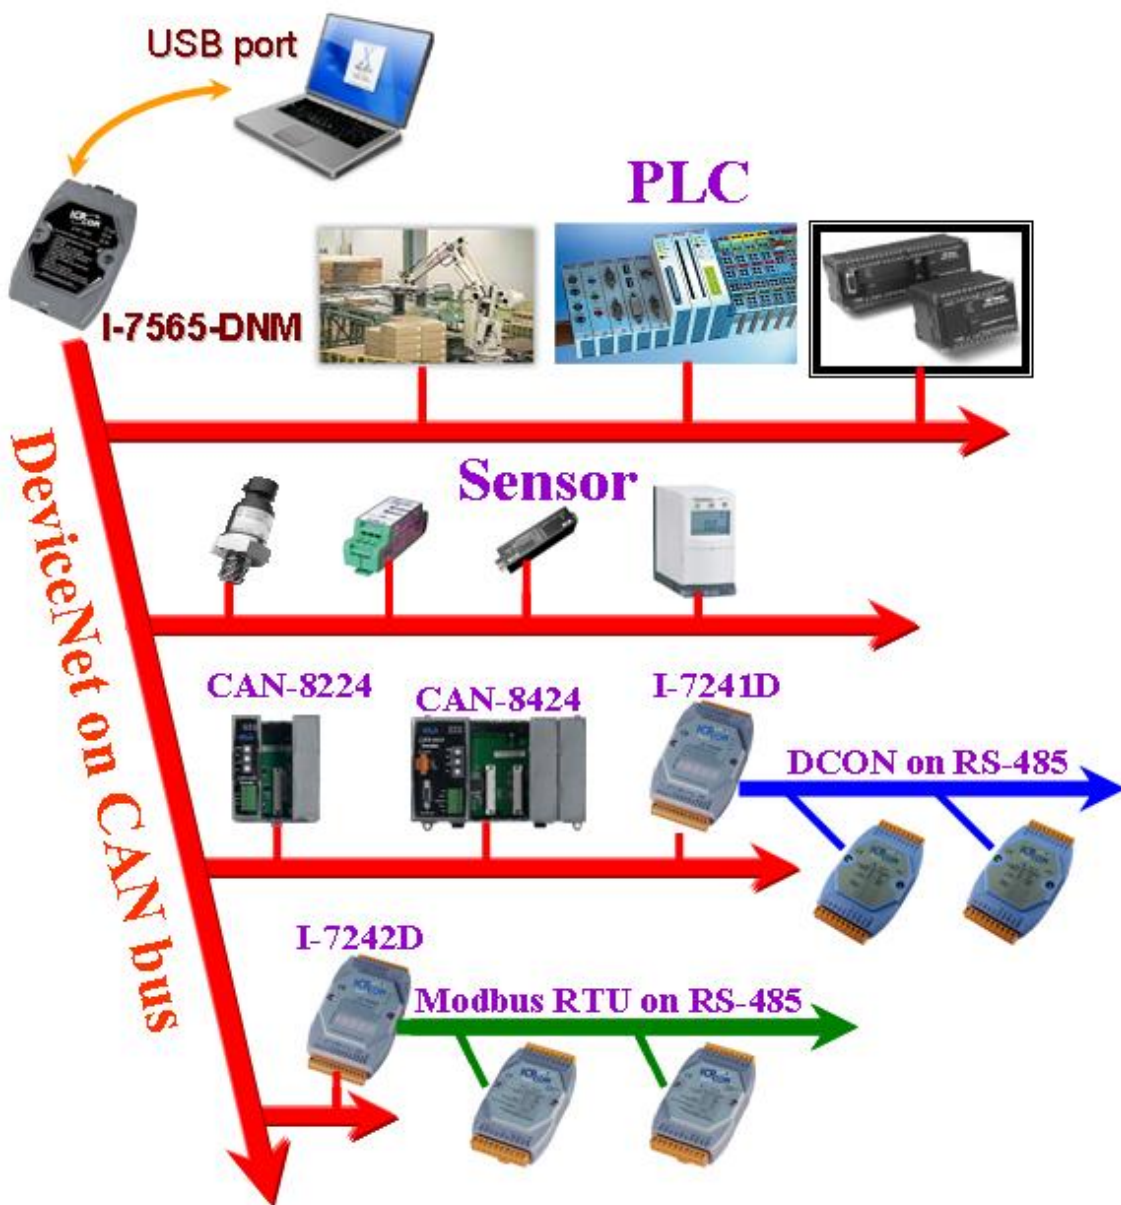 USB port
PLC
I-7565-DNM
DeviceNet on CAN bus
Sensor
CAN-8224
CAN-8424
I-7241D
DCON on RS-485
I-7242D
Modbus RTU on RS-485